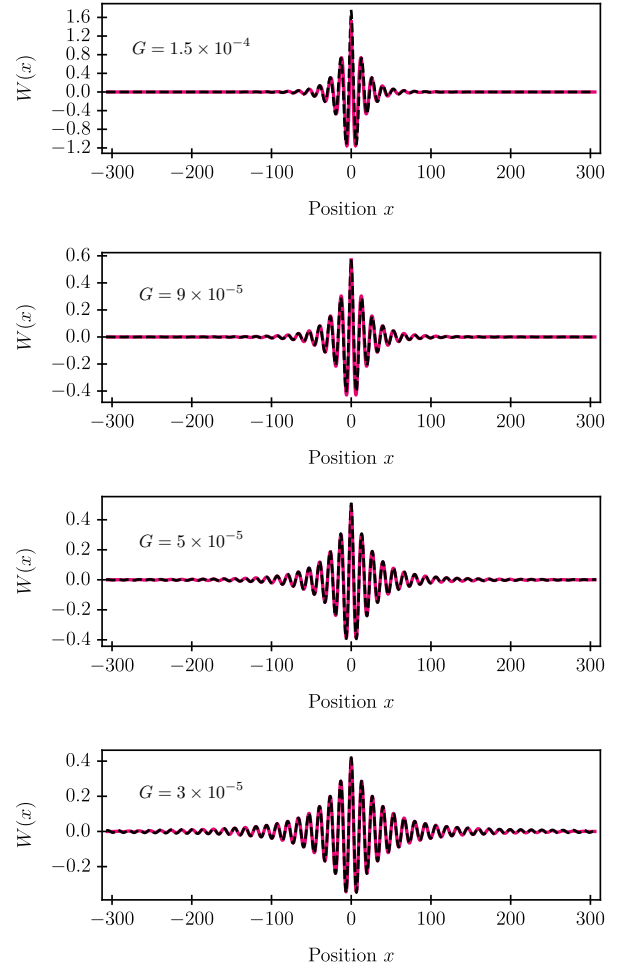 W(x)
1.6
1.2
0.8
0.4
0.0
−0.4
−0.8
−1.2
G = 1.5 × 10⁻⁴
−300 −200 −100 0 100 200 300
Position x
W(x)
0.6
0.4
0.2
0.0
−0.2
−0.4
G = 9 × 10⁻⁵
−300 −200 −100 0 100 200 300
Position x
W(x)
0.4
0.2
0.0
−0.2
−0.4
G = 5 × 10⁻⁵
−300 −200 −100 0 100 200 300
Position x
W(x)
0.4
0.2
0.0
−0.2
G = 3 × 10⁻⁵
−300 −200 −100 0 100 200 300
Position x